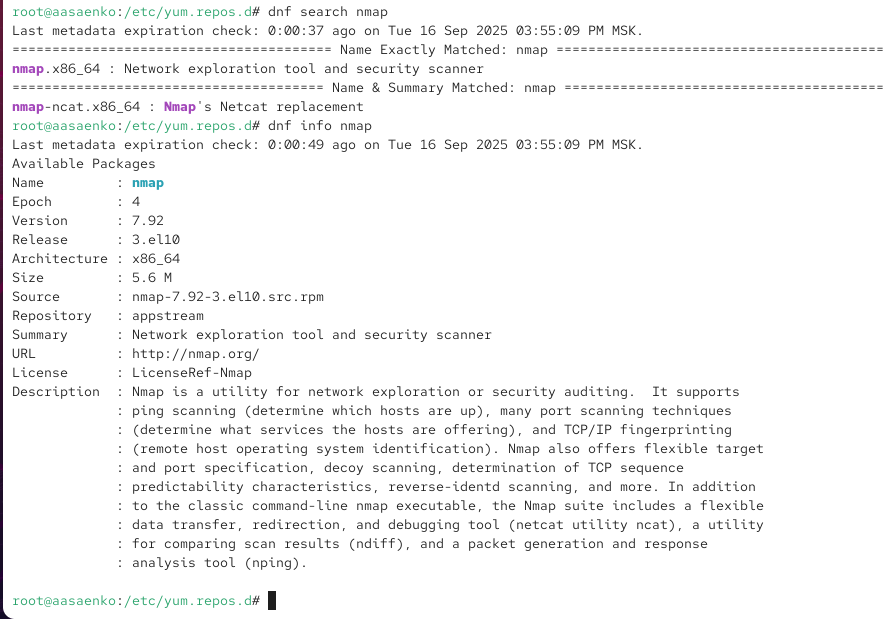 root@aasaenko:/etc/yum.repos.d# dnf search nmap
Last metadata expiration check: 0:00:37 ago on Tue 16 Sep 2025 03:55:09 PM MSK.
======================================== Name Exactly Matched: nmap =========================================
nmap.x86_64 : Network exploration tool and security scanner
======================================= Name & Summary Matched: nmap ========================================
nmap-ncat.x86_64 : Nmap's Netcat replacement
root@aasaenko:/etc/yum.repos.d# dnf info nmap
Last metadata expiration check: 0:00:49 ago on Tue 16 Sep 2025 03:55:09 PM MSK.
Available Packages
Name         : nmap
Epoch        : 4
Version      : 7.92
Release      : 3.el10
Architecture : x86_64
Size         : 5.6 M
Source       : nmap-7.92-3.el10.src.rpm
Repository   : appstream
Summary      : Network exploration tool and security scanner
URL          : http://nmap.org/
License      : LicenseRef-Nmap
Description  : Nmap is a utility for network exploration or security auditing.  It supports
             : ping scanning (determine which hosts are up), many port scanning techniques
             : (determine what services the hosts are offering), and TCP/IP fingerprinting
             : (remote host operating system identification). Nmap also offers flexible target
             : and port specification, decoy scanning, determination of TCP sequence
             : predictability characteristics, reverse-identd scanning, and more. In addition
             : to the classic command-line nmap executable, the Nmap suite includes a flexible
             : data transfer, redirection, and debugging tool (netcat utility ncat), a utility
             : for comparing scan results (ndiff), and a packet generation and response
             : analysis tool (nping).
root@aasaenko:/etc/yum.repos.d#